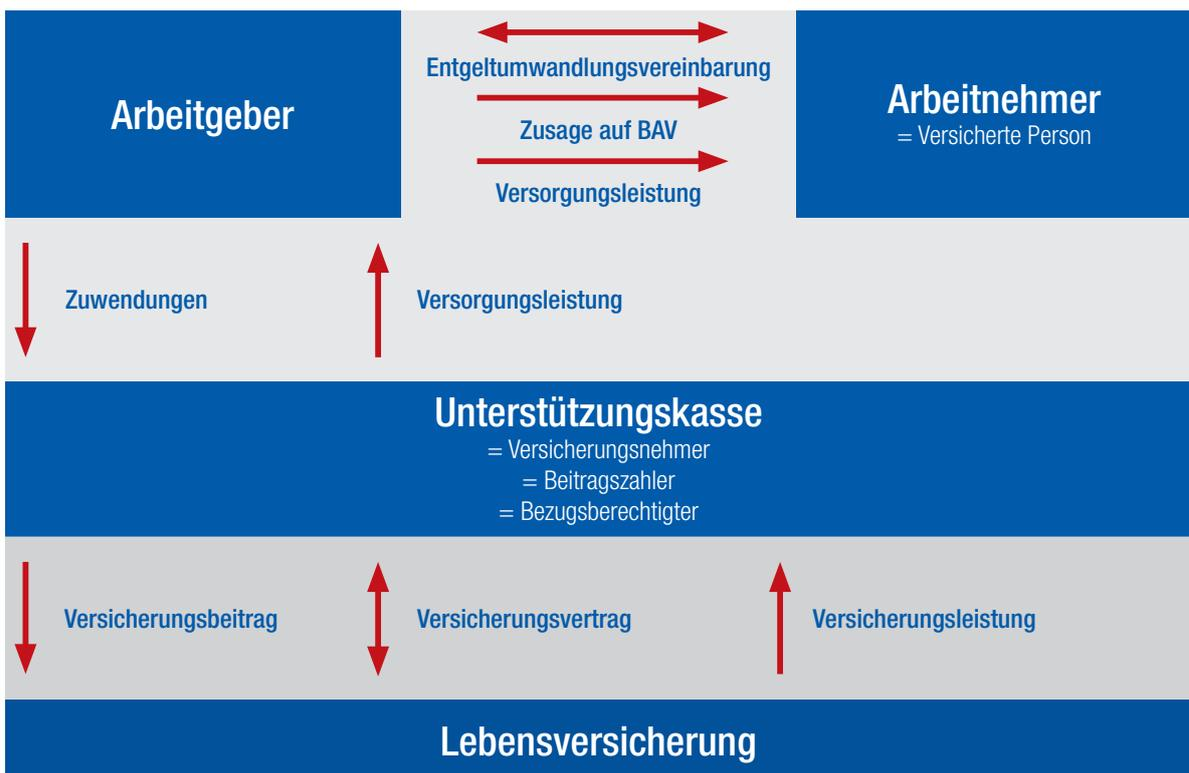 Arbeitgeber
Entgeltumwandlungsvereinbarung
Zusage auf BAV
Versorgungsleistung
Arbeitnehmer
= Versicherte Person
Zuwendungen
Versorgungsleistung
Unterstützungskasse
= Versicherungsnehmer
= Beitragszahler
= Bezugsberechtigter
Versicherungsbeitrag
Versicherungsvertrag
Versicherungsleistung
Lebensversicherung